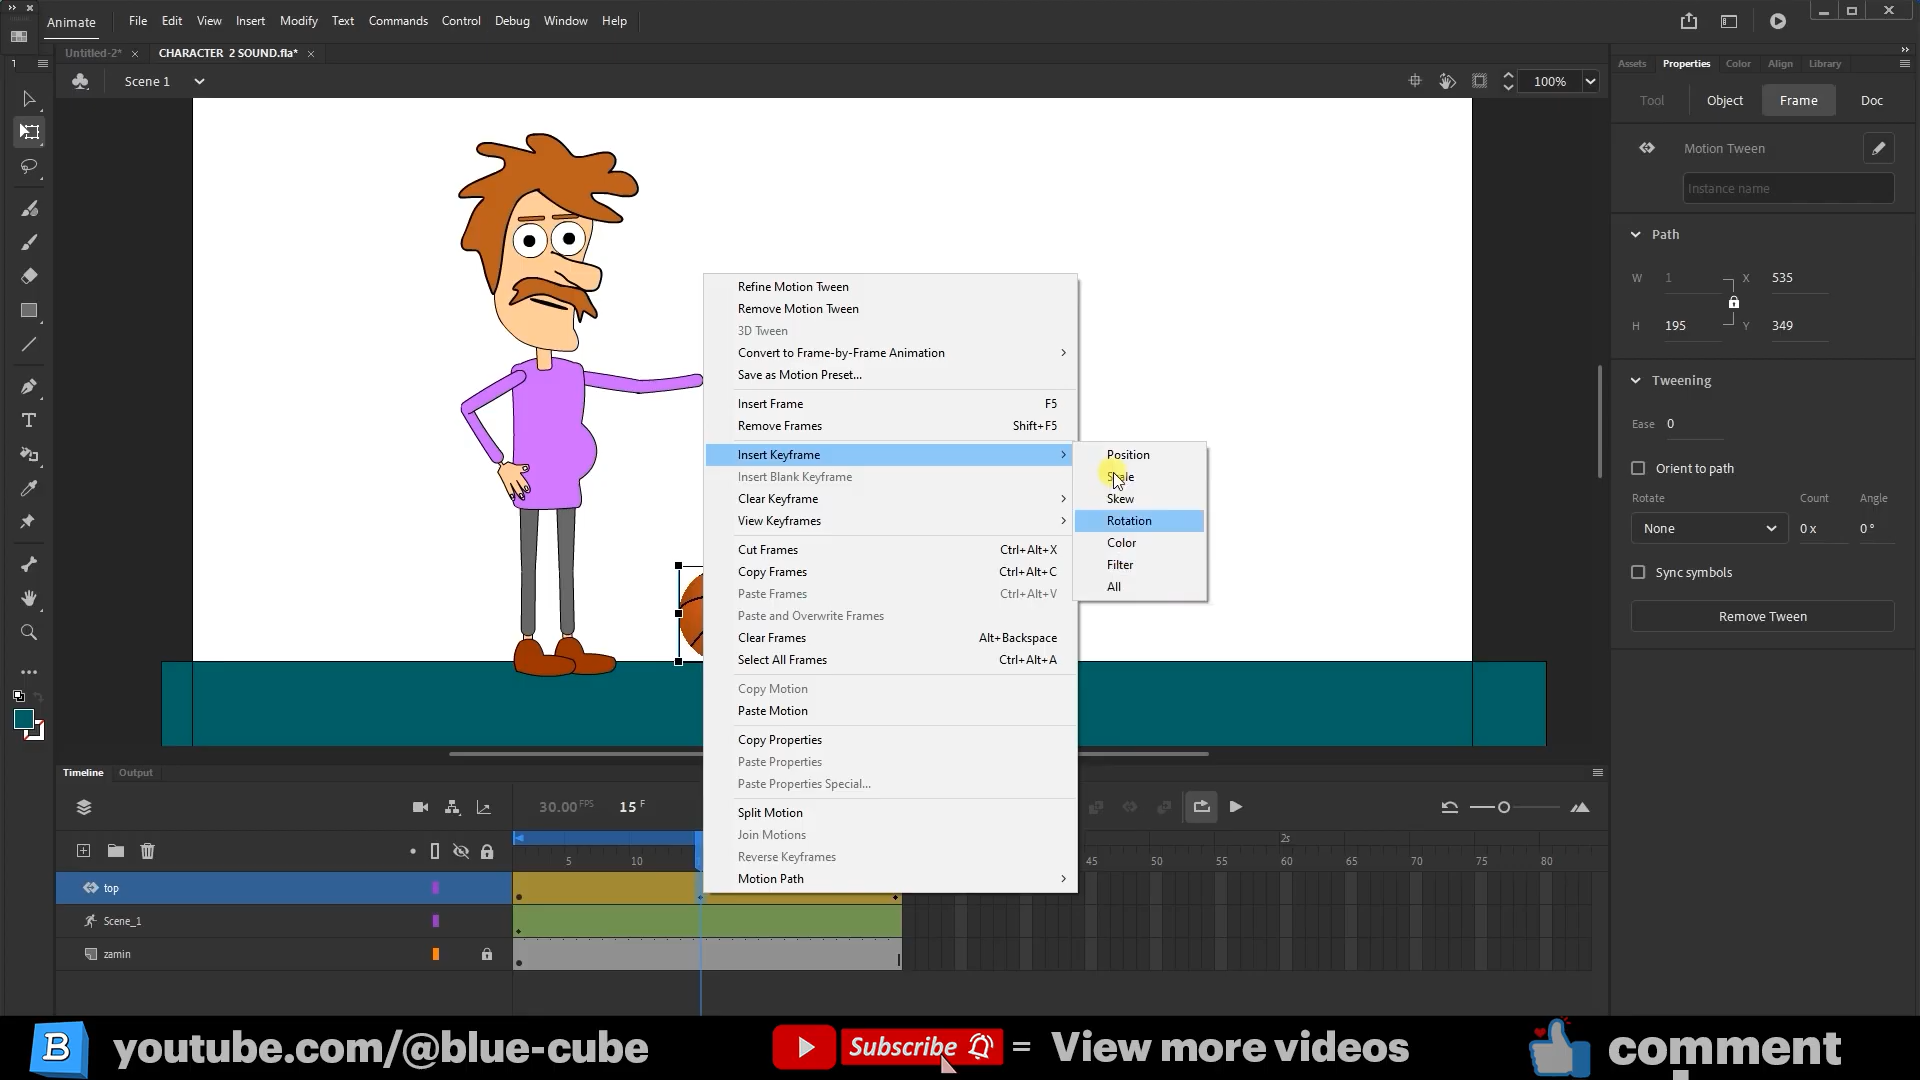 Animate File Edit View Insert Modify Text Commands Control Debug Window Help
Untitled-2* × CHARACTER 2 SOUND.fla* ×
Scene 1 100%
Assets Properties Color Align Library
Tool Object Frame Doc
Motion Tween
Instance name
Path
W 1 X 535
H 195 Y 349
Tweening
Ease 0
Orient to path
Rotate Count Angle
None 0 x 0 °
Sync symbols
Remove Tween
Refine Motion Tween
Remove Motion Tween
3D Tween
Convert to Frame-by-Frame Animation
Save as Motion Preset...
Insert Frame F5
Remove Frames Shift+F5
Insert Keyframe
Insert Blank Keyframe
Clear Keyframe
View Keyframes
Cut Frames Ctrl+Alt+X
Copy Frames Ctrl+Alt+C
Paste Frames Ctrl+Alt+V
Paste and Overwrite Frames
Clear Frames Alt+Backspace
Select All Frames Ctrl+Alt+A
Copy Motion
Paste Motion
Copy Properties
Paste Properties
Paste Properties Special...
Split Motion
Join Motions
Reverse Keyframes
Motion Path
Position
Scale
Skew
Rotation
Color
Filter
All
Timeline Output
30.00 FPS 15 F
2s
5 10 45 50 55 60 65 70 75 80
top
Scene_1
zamin
B youtube.com/@blue-cube Subscribe = View more videos comment